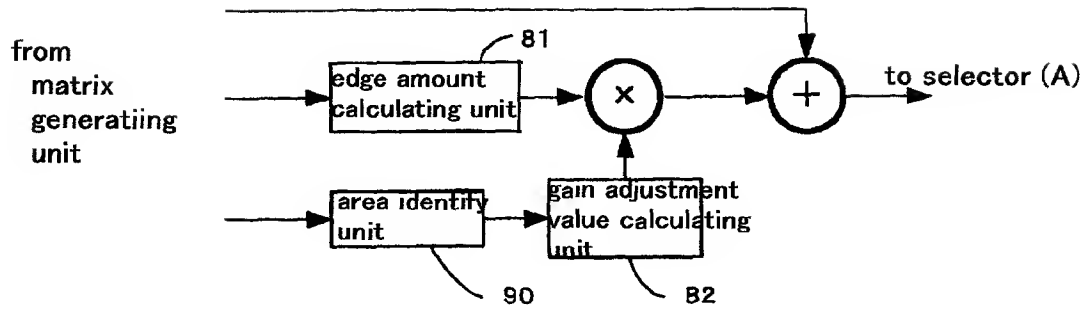 from
matrix
generatiing
unit
81
edge amount
calculating unit
×
+
to selector (A)
area identify
unit
gain adjustment
value calculating
unit
90
82